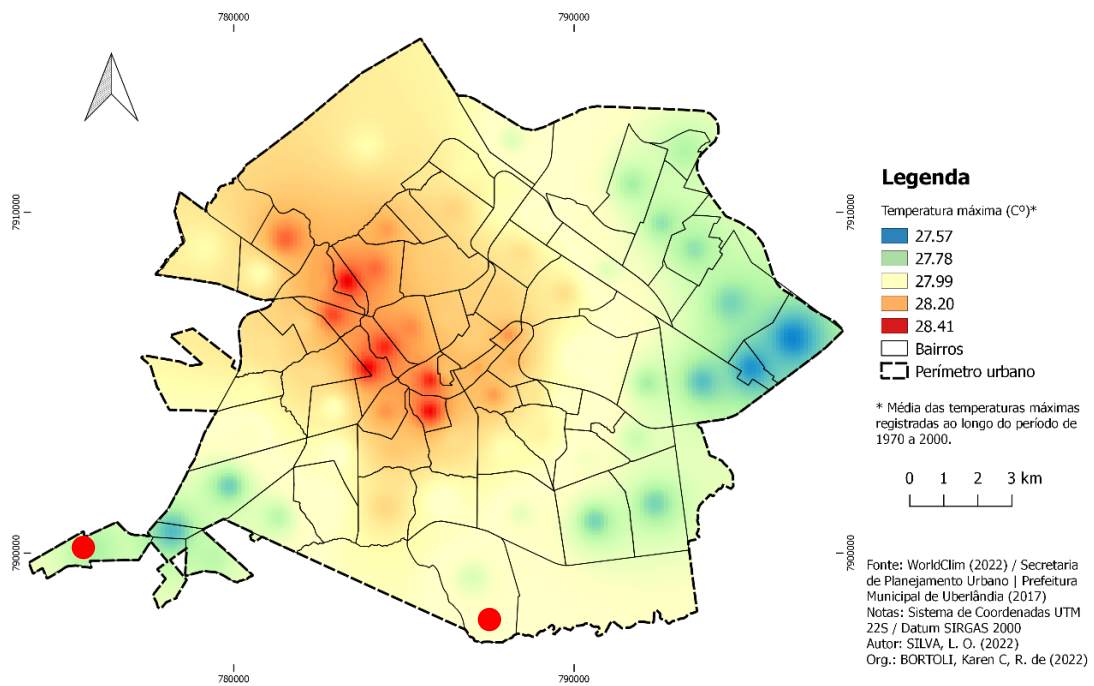 780000
790000
7910000
7910000
7900000
7900000
780000
790000
Legenda
Temperatura máxima (Cº)*
27.57
27.78
27.99
28.20
28.41
Bairros
Perímetro urbano
* Média das temperaturas máximas
registradas ao longo do período de
1970 a 2000.
0 1 2 3 km
Fonte: WorldClim (2022) / Secretaria
de Planejamento Urbano | Prefeitura
Municipal de Uberlândia (2017)
Notas: Sistema de Coordenadas UTM
22S / Datum SIRGAS 2000
Autor: SILVA, L. O. (2022)
Org.: BORTOLI, Karen C, R. de (2022)